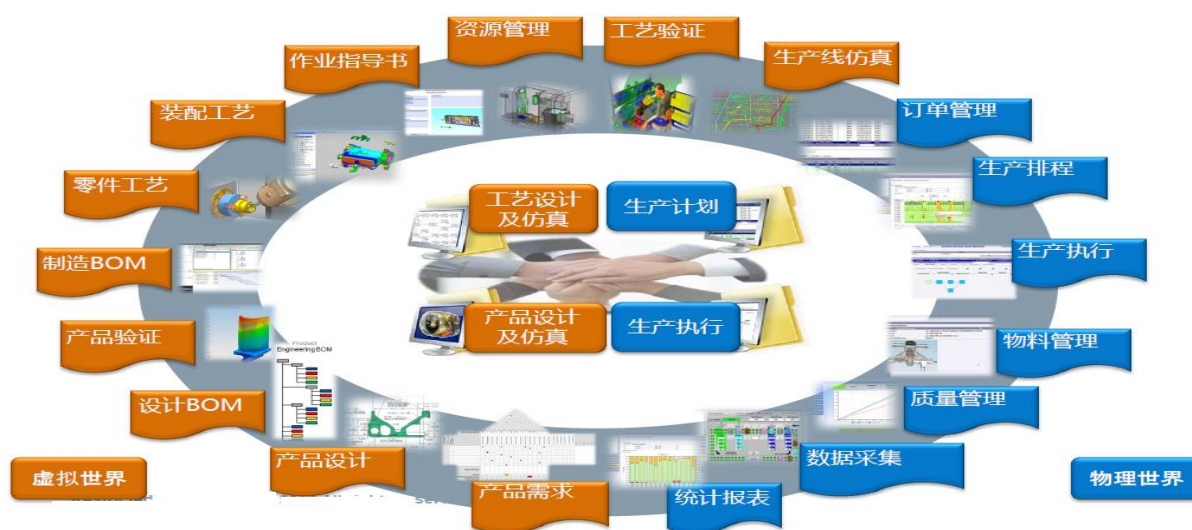 资源管理
工艺验证
作业指导书
生产线仿真
装配工艺
订单管理
零件工艺
生产排程
工艺设计
及仿真
生产计划
制造BOM
生产执行
产品设计
及仿真
生产执行
产品验证
Product
Engineering BOM
物料管理
设计BOM
质量管理
产品设计
数据采集
虚拟世界
产品需求
统计报表
物理世界